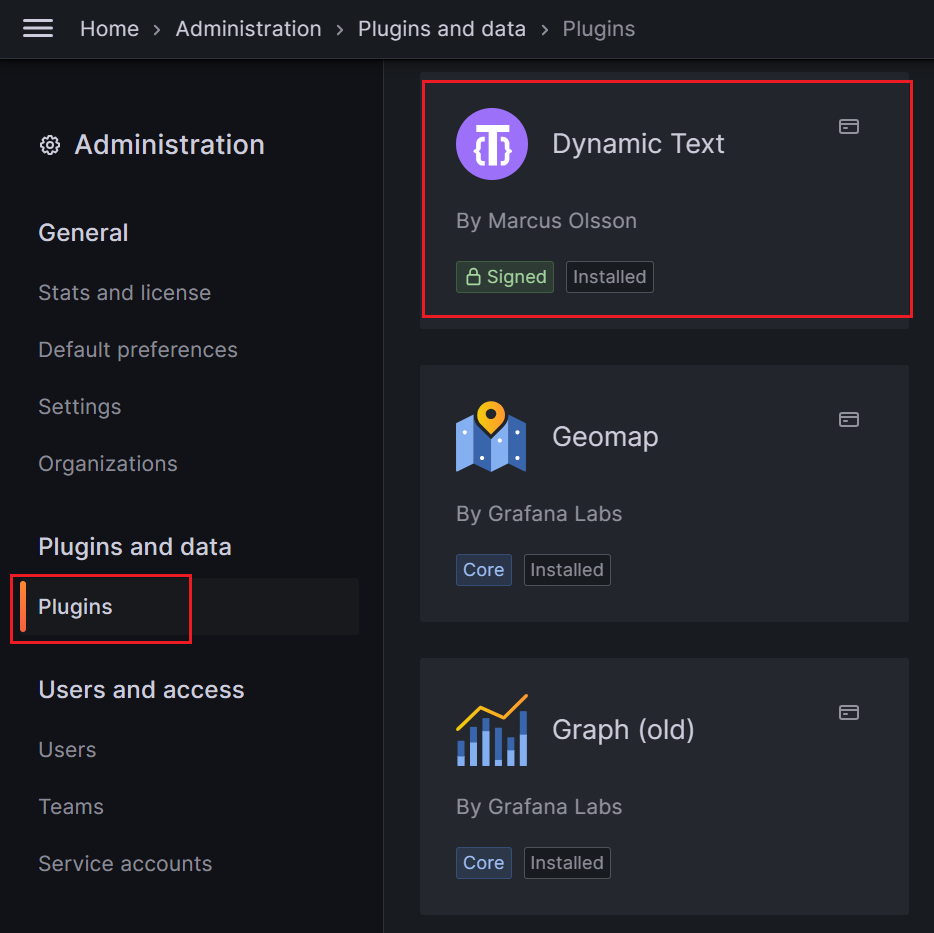 Home › Administration › Plugins and data › Plugins
Administration
General
Stats and license
Default preferences
Settings
Organizations
Plugins and data
Plugins
Users and access
Users
Teams
Service accounts
Dynamic Text
By Marcus Olsson
Signed Installed
Geomap
By Grafana Labs
Core Installed
Graph (old)
By Grafana Labs
Core Installed